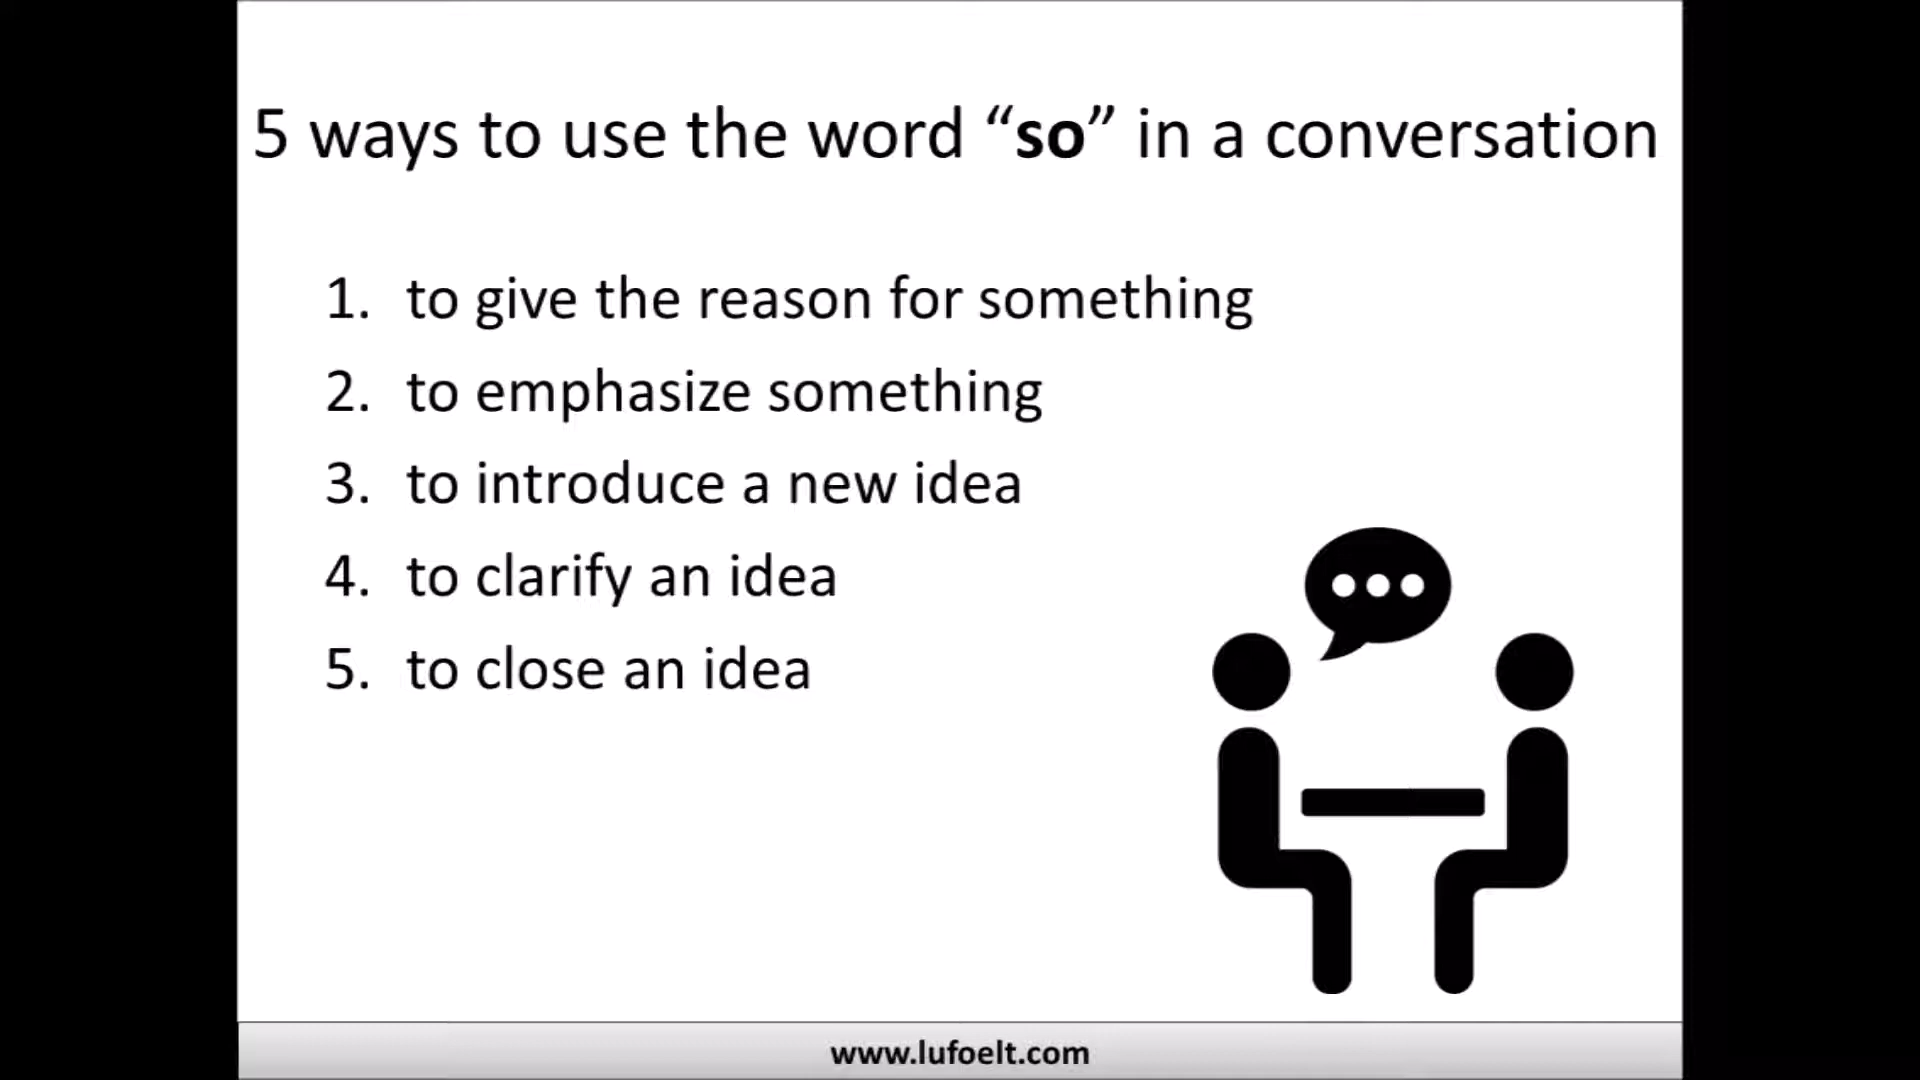 5 ways to use the word “so” in a conversation
1. to give the reason for something
2. to emphasize something
3. to introduce a new idea
4. to clarify an idea
5. to close an idea
www.lufoelt.com